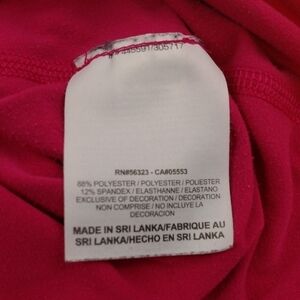 RN#56323 - CA#05553
88% POLYESTER / POLYESTER / POLIESTER
12% SPANDEX / ELASTHANNE / ELASTANO
EXCLUSIVE OF DECORATION / DECORATION
NON COMPRISE / NO INCLUYE LA
DECORACION
MADE IN SRI LANKA/FABRIQUE AU
SRI LANKA/HECHO EN SRI LANKA